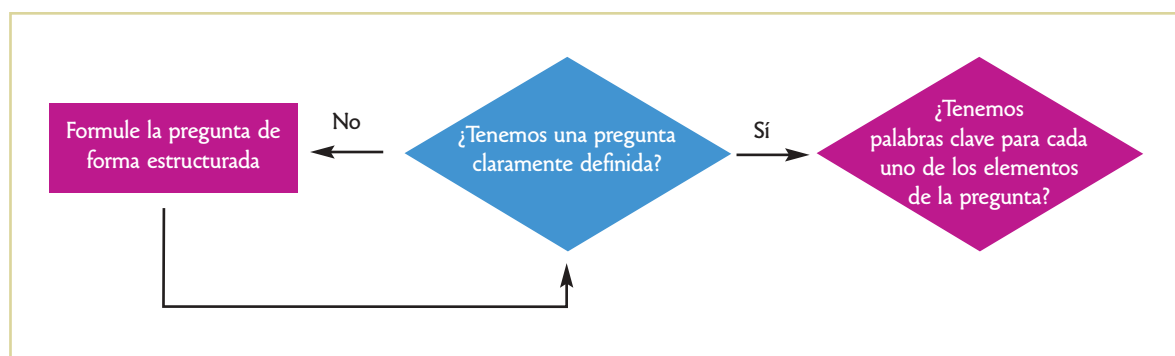 Formule la pregunta de
forma estructurada
No
¿Tenemos una pregunta
claramente definida?
Sí
¿Tenemos
palabras clave para cada
uno de los elementos
de la pregunta?